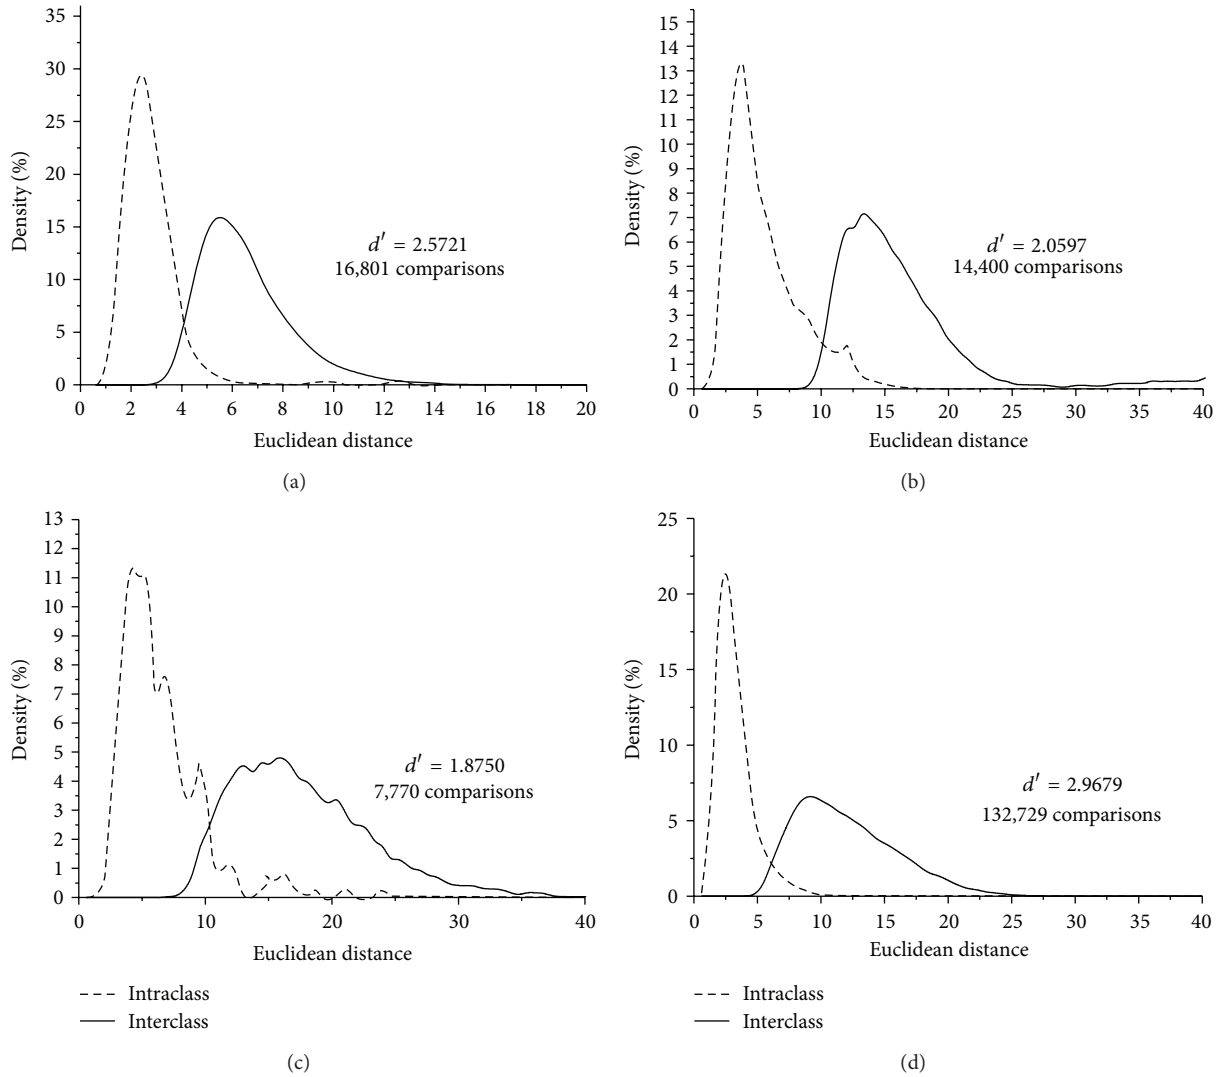 35
30
25
20
15
10
5
0
Density (%)
0 2 4 6 8 10 12 14 16 18 20
Euclidean distance
d′ = 2.5721
16,801 comparisons
(a)
15
14
13
12
11
10
9
8
7
6
5
4
3
2
1
0
Density (%)
0 5 10 15 20 25 30 35 40
Euclidean distance
d′ = 2.0597
14,400 comparisons
(b)
13
12
11
10
9
8
7
6
5
4
3
2
1
0
Density (%)
0 10 20 30 40
Euclidean distance
d′ = 1.8750
7,770 comparisons
Intraclass
Interclass
(c)
25
20
15
10
5
0
Density (%)
0 5 10 15 20 25 30 35 40
Euclidean distance
d′ = 2.9679
132,729 comparisons
Intraclass
Interclass
(d)